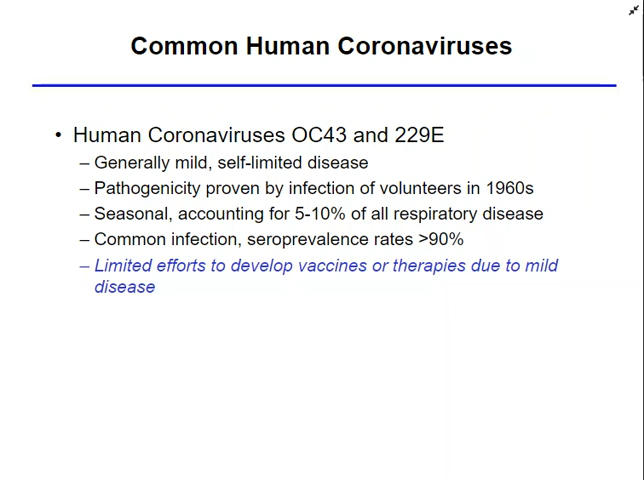 Common Human Coronaviruses
• Human Coronaviruses OC43 and 229E
– Generally mild, self-limited disease
– Pathogenicity proven by infection of volunteers in 1960s
– Seasonal, accounting for 5-10% of all respiratory disease
– Common infection, seroprevalence rates >90%
– Limited efforts to develop vaccines or therapies due to mild
disease